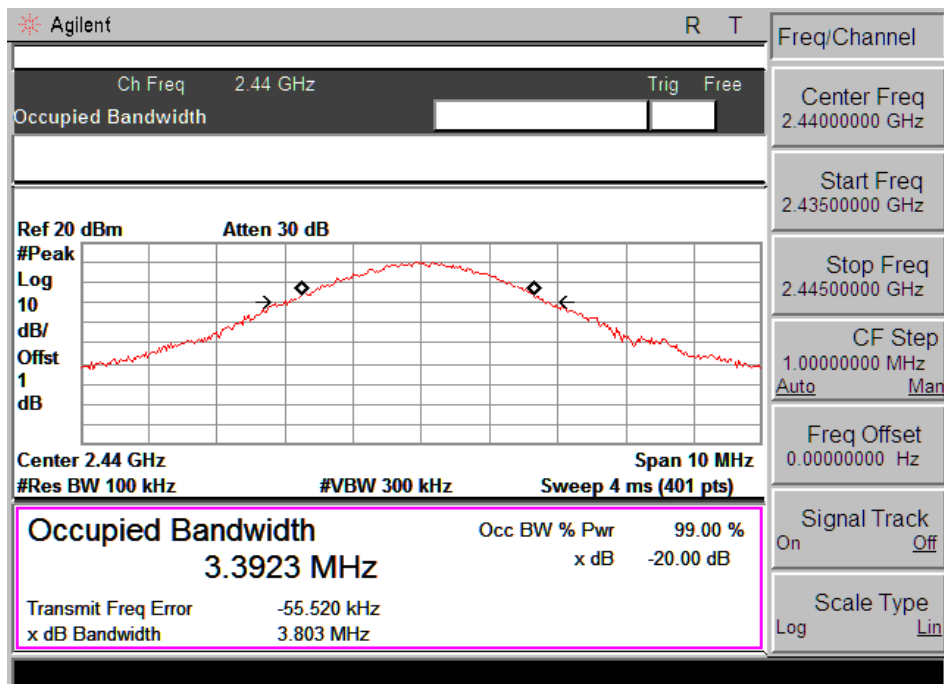 Agilent R T
Ch Freq 2.44 GHz Trig Free
Occupied Bandwidth
Ref 20 dBm Atten 30 dB
#Peak
Log
10
dB/
Offst
1
dB
Center 2.44 GHz Span 10 MHz
#Res BW 100 kHz #VBW 300 kHz Sweep 4 ms (401 pts)
Occupied Bandwidth Occ BW % Pwr 99.00 %
3.3923 MHz x dB -20.00 dB
Transmit Freq Error -55.520 kHz
x dB Bandwidth 3.803 MHz
Freq/Channel
Center Freq
2.44000000 GHz
Start Freq
2.43500000 GHz
Stop Freq
2.44500000 GHz
CF Step
1.00000000 MHz
Auto Man
Freq Offset
0.00000000 Hz
Signal Track
On Off
Scale Type
Log Lin